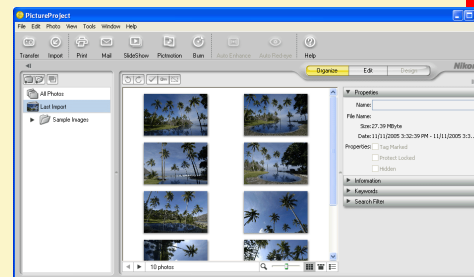 PictureProject
File Edit Photo View Tools Window Help
Transfer Import Print Mail SlideShow Pictmotion Burn Auto Enhance Auto Redeye Help
Organize Edit Design Nikon
All Photos
Last Import
Sample Images
Properties
Name:
File Name:
Size: 27.39 MByte
Date: 11/11/2005 3:32:39 PM - 11/11/2005 3:3...
Properties: Tag Marked
Protect Locked
Hidden
Information
Keywords
Search Filter
10 photos